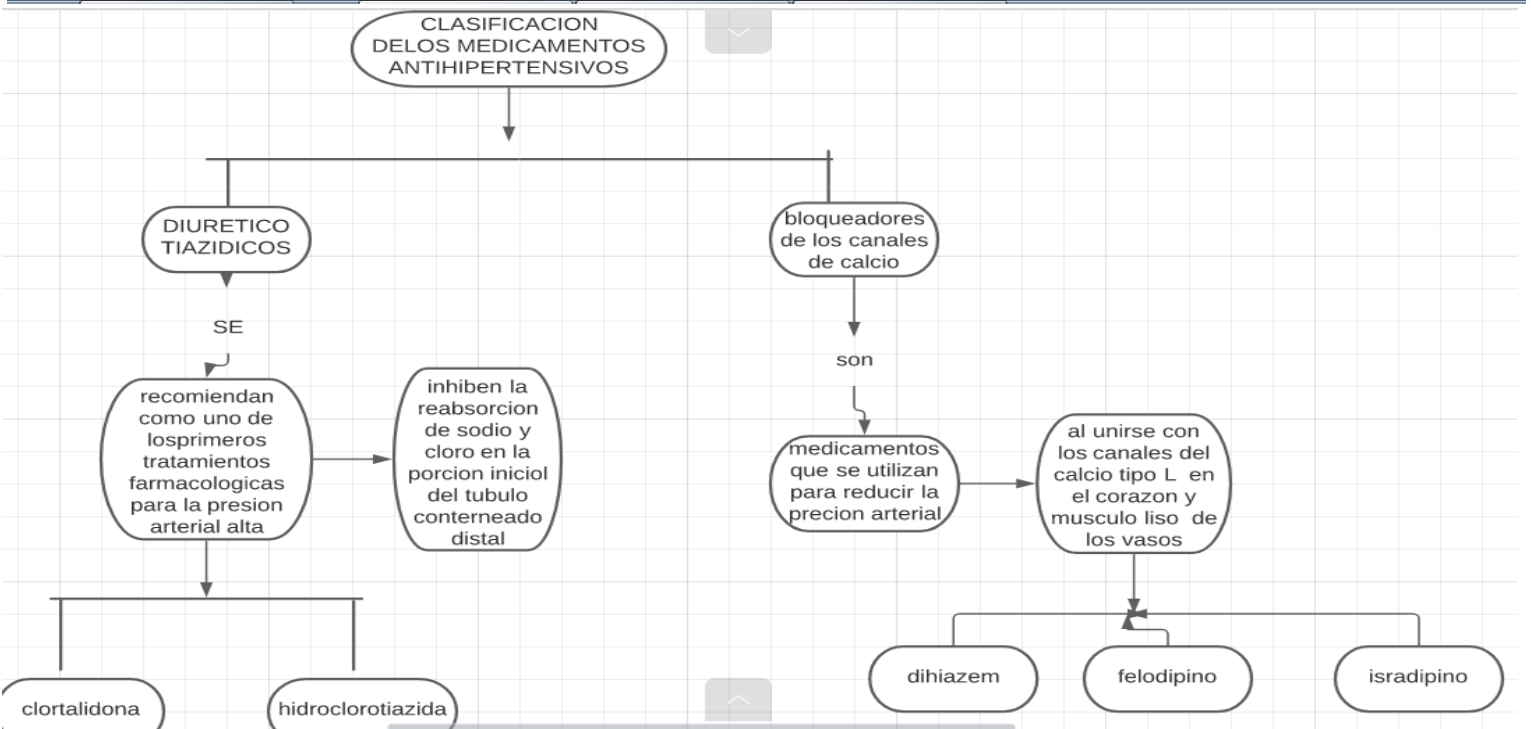 CLASIFICACION
DELOS MEDICAMENTOS
ANTIHIPERTENSIVOS
DIURETICO
TIAZIDICOS
SE
recomiendan
como uno de
losprimeros
tratamientos
farmacologicas
para la presion
arterial alta
inhiben la
reabsorcion
de sodio y
cloro en la
porcion iniciol
del tubulo
conterneado
distal
clortalidona
hidroclorotiazida
bloqueadores
de los canales
de calcio
son
medicamentos
que se utilizan
para reducir la
precion arterial
al unirse con
los canales del
calcio tipo L en
el corazon y
musculo liso de
los vasos
dihiazem
felodipino
isradipino